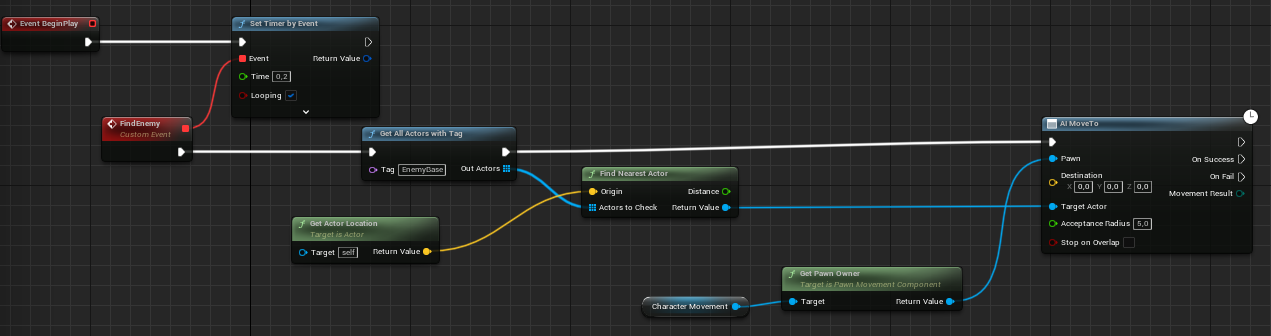 Event BeginPlay
Set Timer by Event
Event
Return Value
Time 0,2
Looping
FindEnemy
Custom Event
Get All Actors with Tag
Tag EnemyBase
Out Actors
Find Nearest Actor
Origin
Distance
Actors to Check
Return Value
Get Actor Location
Target is Actor
Target self
Return Value
Character Movement
Get Pawn Owner
Target is Pawn Movement Component
Target
Return Value
AI MoveTo
Pawn
On Success
Destination
X 0,0 Y 0,0 Z 0,0
On Fail
Movement Result
Target Actor
Acceptance Radius 5,0
Stop on Overlap